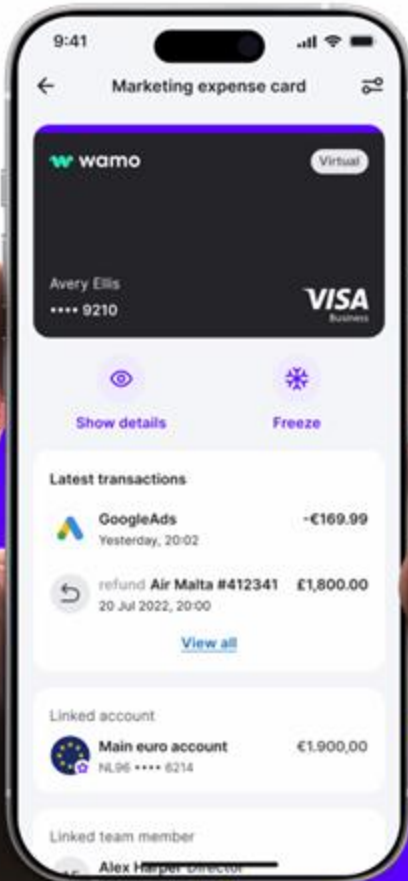 9:41
Marketing expense card
wamo
Virtual
Avery Ellis
•••• 9210
VISA
Business
Show details
Freeze
Latest transactions
GoogleAds
-€169.99
Yesterday, 20:02
refund Air Malta #412341
£1,800.00
20 Jul 2022, 20:00
View all
Linked account
Main euro account
€1.900,00
NL96 •••• 6214
Linked team member
Alex Harper Director